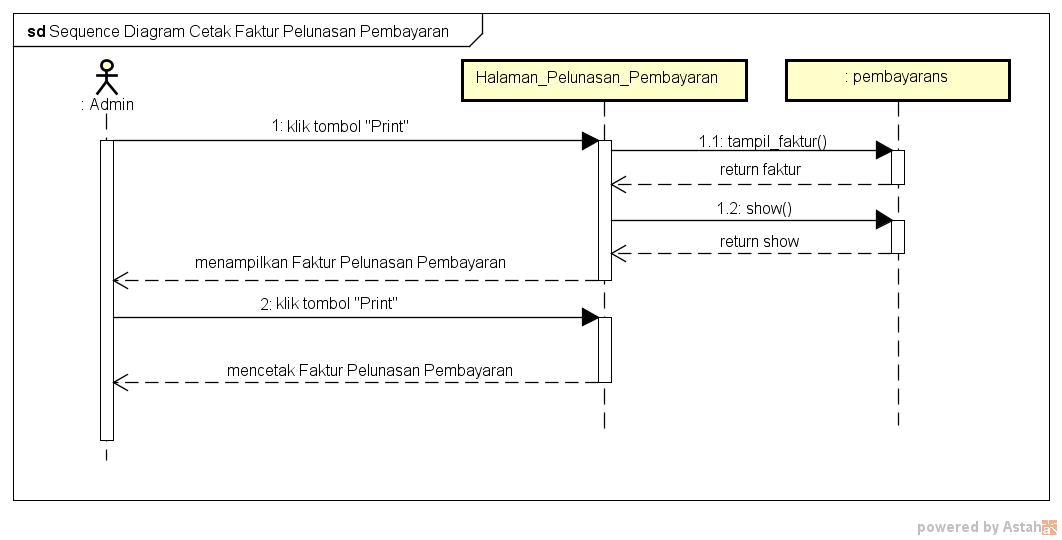 sd Sequence Diagram Cetak Faktur Pelunasan Pembayaran
: Admin
Halaman_Pelunasan_Pembayaran
: pembayarans
1: klik tombol "Print"
1.1: tampil_faktur()
return faktur
1.2: show()
return show
menampilkan Faktur Pelunasan Pembayaran
2: klik tombol "Print"
mencetak Faktur Pelunasan Pembayaran
powered by Astah